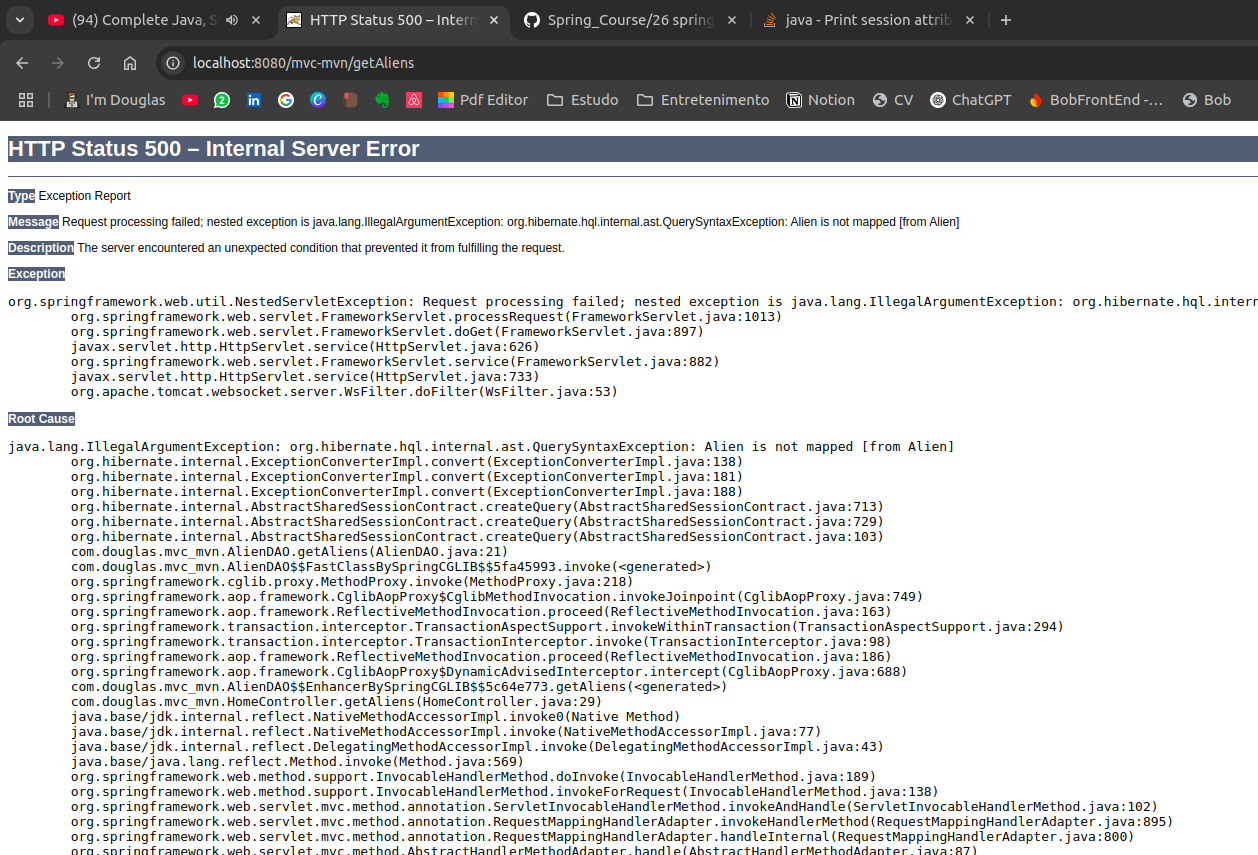 (94) Complete Java, S
HTTP Status 500 – Intern
Spring_Course/26 spring
java - Print session attrib
localhost:8080/mvc-mvn/getAliens
I'm Douglas
2
in
G
Pdf Editor
Estudo
Entretenimento
Notion
CV
ChatGPT
BobFrontEnd -...
Bob
HTTP Status 500 – Internal Server Error
Type Exception Report
Message Request processing failed; nested exception is java.lang.IllegalArgumentException: org.hibernate.hql.internal.ast.QuerySyntaxException: Alien is not mapped [from Alien]
Description The server encountered an unexpected condition that prevented it from fulfilling the request.
Exception
org.springframework.web.util.NestedServletException: Request processing failed; nested exception is java.lang.IllegalArgumentException: org.hibernate.hql.intern
org.springframework.web.servlet.FrameworkServlet.processRequest(FrameworkServlet.java:1013)
org.springframework.web.servlet.FrameworkServlet.doGet(FrameworkServlet.java:897)
javax.servlet.http.HttpServlet.service(HttpServlet.java:626)
org.springframework.web.servlet.FrameworkServlet.service(FrameworkServlet.java:882)
javax.servlet.http.HttpServlet.service(HttpServlet.java:733)
org.apache.tomcat.websocket.server.WsFilter.doFilter(WsFilter.java:53)
Root Cause
java.lang.IllegalArgumentException: org.hibernate.hql.internal.ast.QuerySyntaxException: Alien is not mapped [from Alien]
org.hibernate.internal.ExceptionConverterImpl.convert(ExceptionConverterImpl.java:138)
org.hibernate.internal.ExceptionConverterImpl.convert(ExceptionConverterImpl.java:181)
org.hibernate.internal.ExceptionConverterImpl.convert(ExceptionConverterImpl.java:188)
org.hibernate.internal.AbstractSharedSessionContract.createQuery(AbstractSharedSessionContract.java:713)
org.hibernate.internal.AbstractSharedSessionContract.createQuery(AbstractSharedSessionContract.java:729)
org.hibernate.internal.AbstractSharedSessionContract.createQuery(AbstractSharedSessionContract.java:103)
com.douglas.mvc_mvn.AlienDAO.getAliens(AlienDAO.java:21)
com.douglas.mvc_mvn.AlienDAO$$FastClassBySpringCGLIB$$5fa45993.invoke(<generated>)
org.springframework.cglib.proxy.MethodProxy.invoke(MethodProxy.java:218)
org.springframework.aop.framework.CglibAopProxy$CglibMethodInvocation.invokeJoinpoint(CglibAopProxy.java:749)
org.springframework.aop.framework.ReflectiveMethodInvocation.proceed(ReflectiveMethodInvocation.java:163)
org.springframework.transaction.interceptor.TransactionAspectSupport.invokeWithinTransaction(TransactionAspectSupport.java:294)
org.springframework.transaction.interceptor.TransactionInterceptor.invoke(TransactionInterceptor.java:98)
org.springframework.aop.framework.ReflectiveMethodInvocation.proceed(ReflectiveMethodInvocation.java:186)
org.springframework.aop.framework.CglibAopProxy$DynamicAdvisedInterceptor.intercept(CglibAopProxy.java:688)
com.douglas.mvc_mvn.AlienDAO$$EnhancerBySpringCGLIB$$5c64e773.getAliens(<generated>)
com.douglas.mvc_mvn.HomeController.getAliens(HomeController.java:29)
java.base/jdk.internal.reflect.NativeMethodAccessorImpl.invoke0(Native Method)
java.base/jdk.internal.reflect.NativeMethodAccessorImpl.invoke(NativeMethodAccessorImpl.java:77)
java.base/jdk.internal.reflect.DelegatingMethodAccessorImpl.invoke(DelegatingMethodAccessorImpl.java:43)
java.base/java.lang.reflect.Method.invoke(Method.java:569)
org.springframework.web.method.support.InvocableHandlerMethod.doInvoke(InvocableHandlerMethod.java:189)
org.springframework.web.method.support.InvocableHandlerMethod.invokeForRequest(InvocableHandlerMethod.java:138)
org.springframework.web.servlet.mvc.method.annotation.ServletInvocableHandlerMethod.invokeAndHandle(ServletInvocableHandlerMethod.java:102)
org.springframework.web.servlet.mvc.method.annotation.RequestMappingHandlerAdapter.invokeHandlerMethod(RequestMappingHandlerAdapter.java:895)
org.springframework.web.servlet.mvc.method.annotation.RequestMappingHandlerAdapter.handleInternal(RequestMappingHandlerAdapter.java:800)
org.springframework.web.servlet.mvc.method.AbstractHandlerMethodAdapter.handle(AbstractHandlerMethodAdapter.java:87)